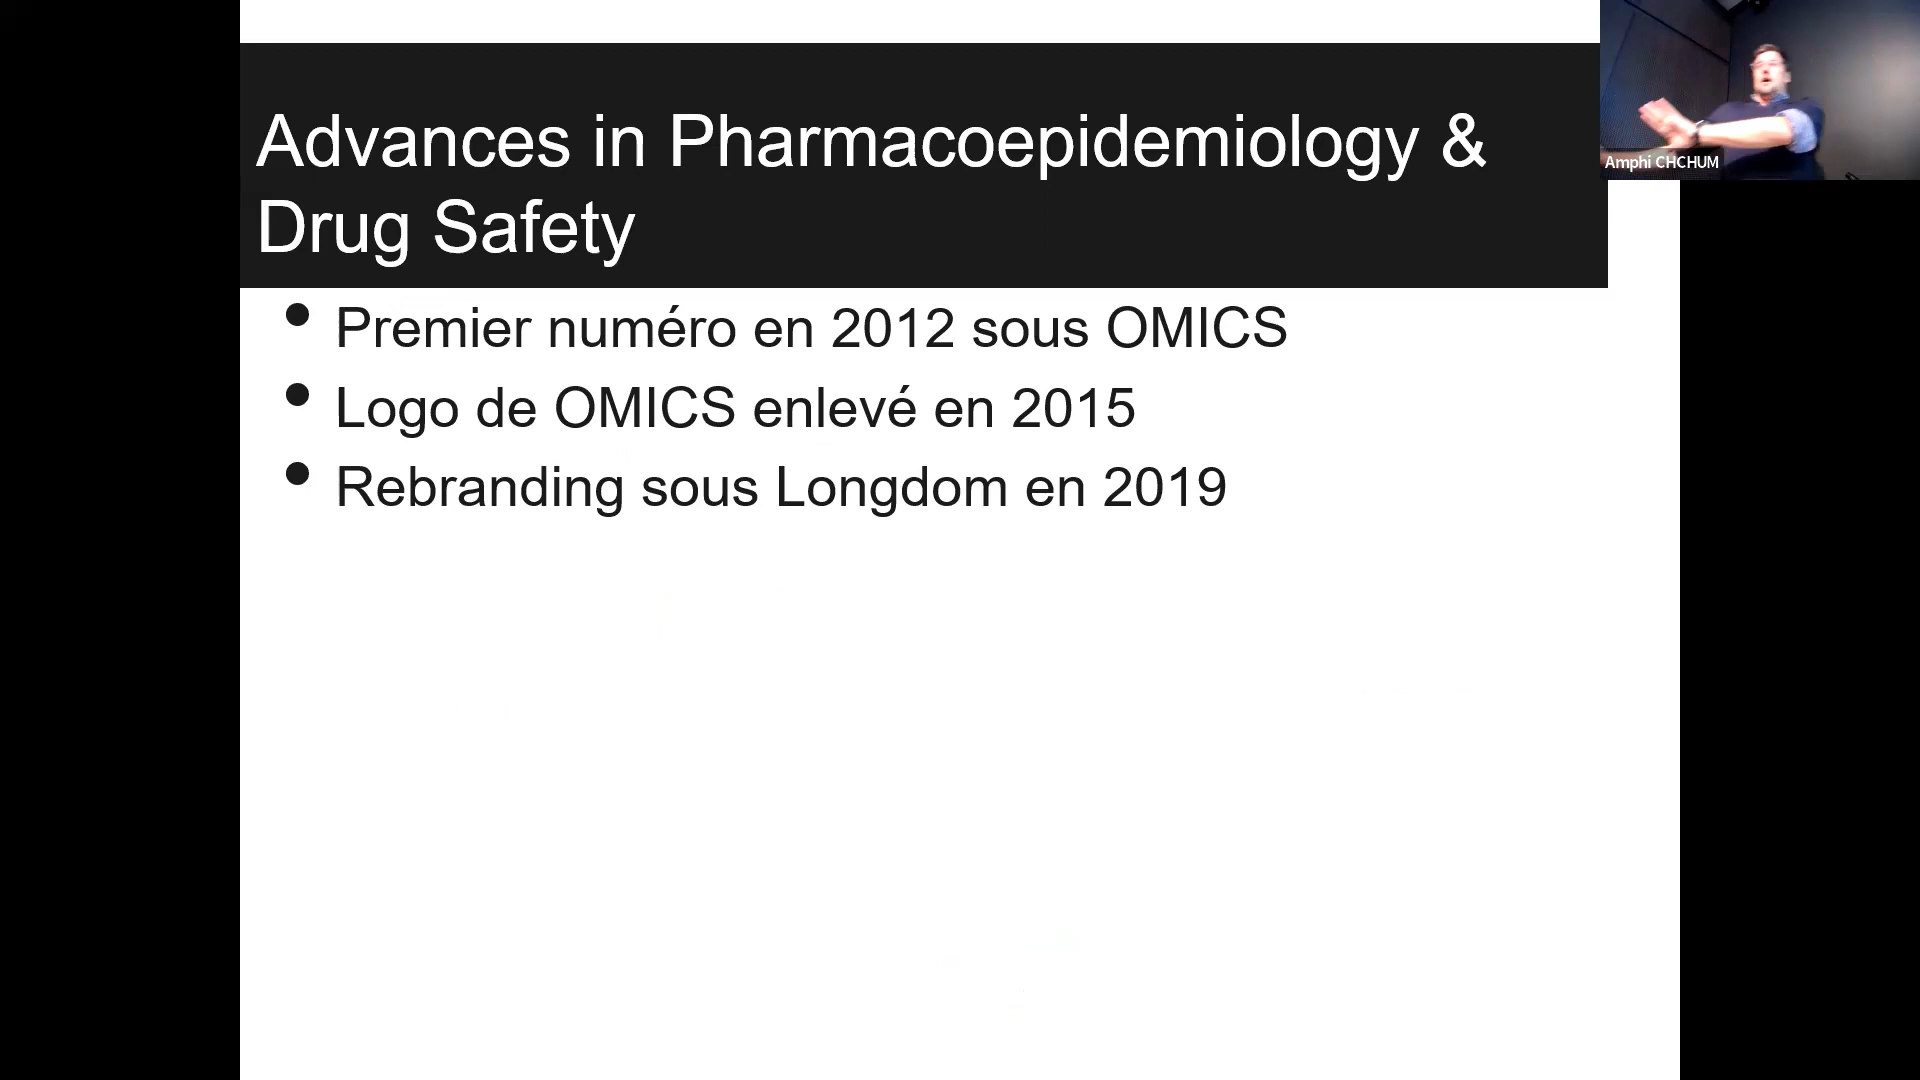 Advances in Pharmacoepidemiology &
Drug Safety
Amphi CHCHUM
• Premier numéro en 2012 sous OMICS
• Logo de OMICS enlevé en 2015
• Rebranding sous Longdom en 2019